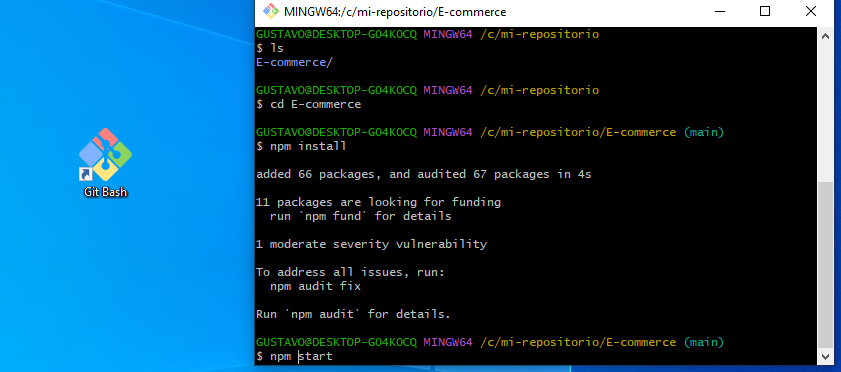 MINGW64:/c/mi-repositorio/E-commerce
GUSTAVO@DESKTOP-GO4KOCQ MINGW64 /c/mi-repositorio
$ ls
E-commerce/
GUSTAVO@DESKTOP-GO4KOCQ MINGW64 /c/mi-repositorio
$ cd E-commerce
GUSTAVO@DESKTOP-GO4KOCQ MINGW64 /c/mi-repositorio/E-commerce (main)
$ npm install
added 66 packages, and audited 67 packages in 4s
11 packages are looking for funding
  run `npm fund` for details
1 moderate severity vulnerability
To address all issues, run:
  npm audit fix
Run `npm audit` for details.
GUSTAVO@DESKTOP-GO4KOCQ MINGW64 /c/mi-repositorio/E-commerce (main)
$ npm start
Git Bash